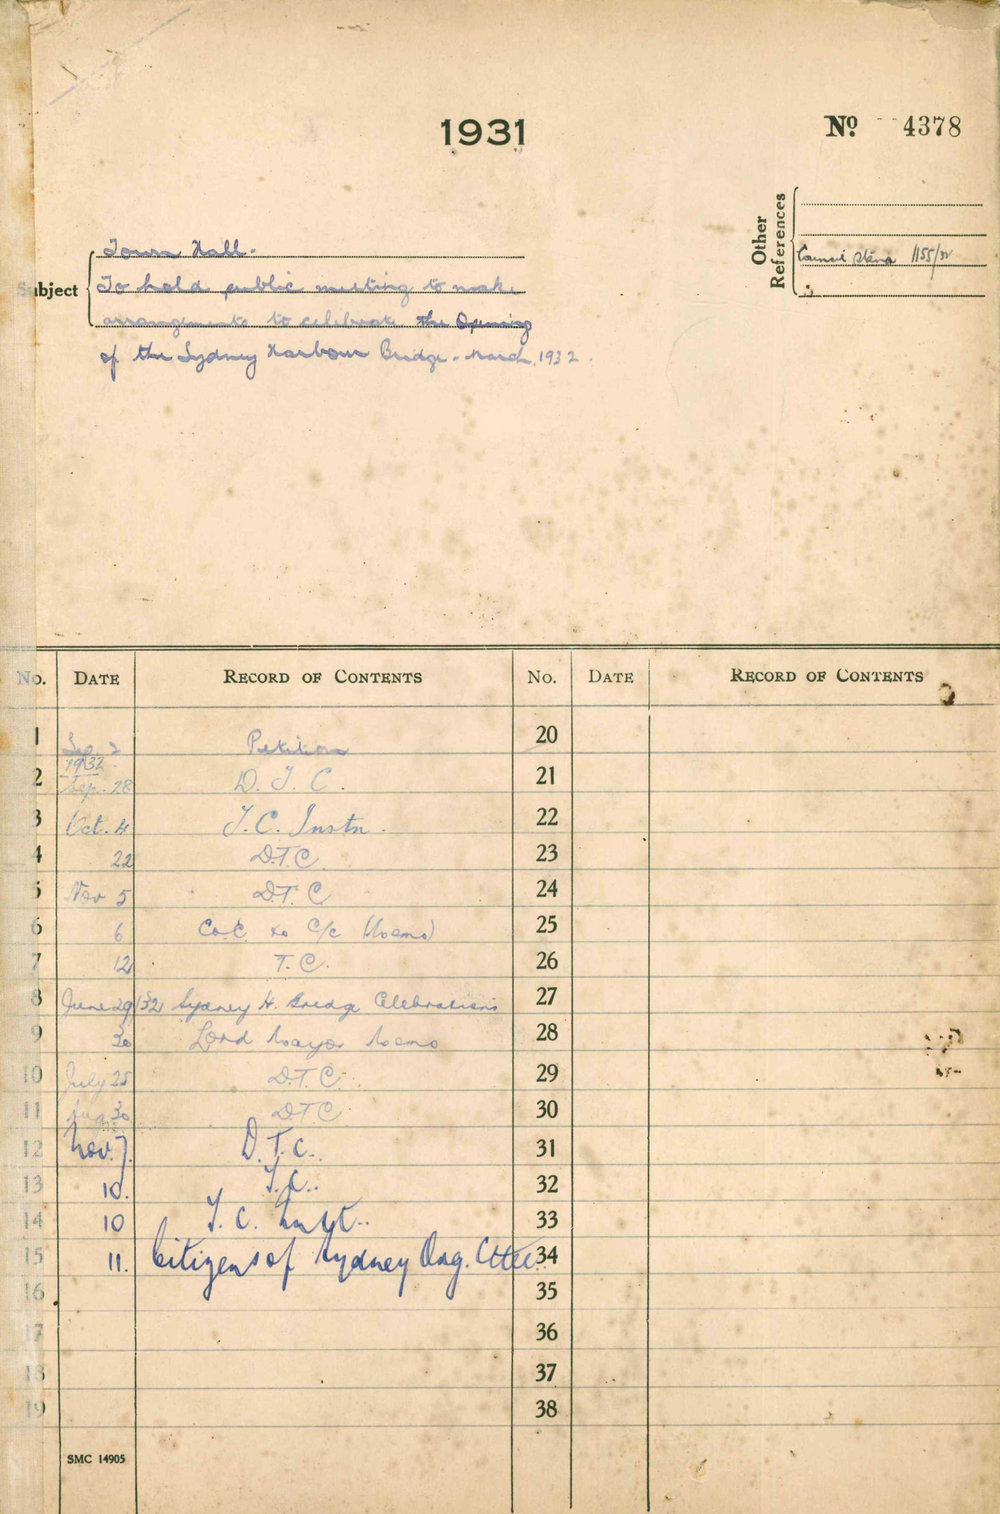 1931
No. 4378
Other References
Council 1155/32
Subject
Town Hall.
To hold public meeting to make
arrangements to celebrate the Opening
of the Sydney Harbour Bridge - March, 1932.
No. DATE RECORD OF CONTENTS No. DATE RECORD OF CONTENTS
1 Sep. 2 Petition 20
1932
2 Sep. 28 D. T. C. 21
3 Oct. 4 T. C. Instn. 22
4 22 D.T.C. 23
5 Nov 5 D.T. C 24
6 6 to C/c (Memo) 25
7 12 T. C. 26
8 June 29/32 Sydney H. Bridge Celebrations 27
9 30 Lord Mayor Memo 28
10 July 25 D.T.C. 29
11 Aug 30 DTC 30
12 Nov. 7. D.T.C. 31
13 10. T.C.. 32
14 10 T. C. 33
15 11. Citizens of Sydney Org. Cttee. 34
16 35
17 36
18 37
19 38
SMC 14905